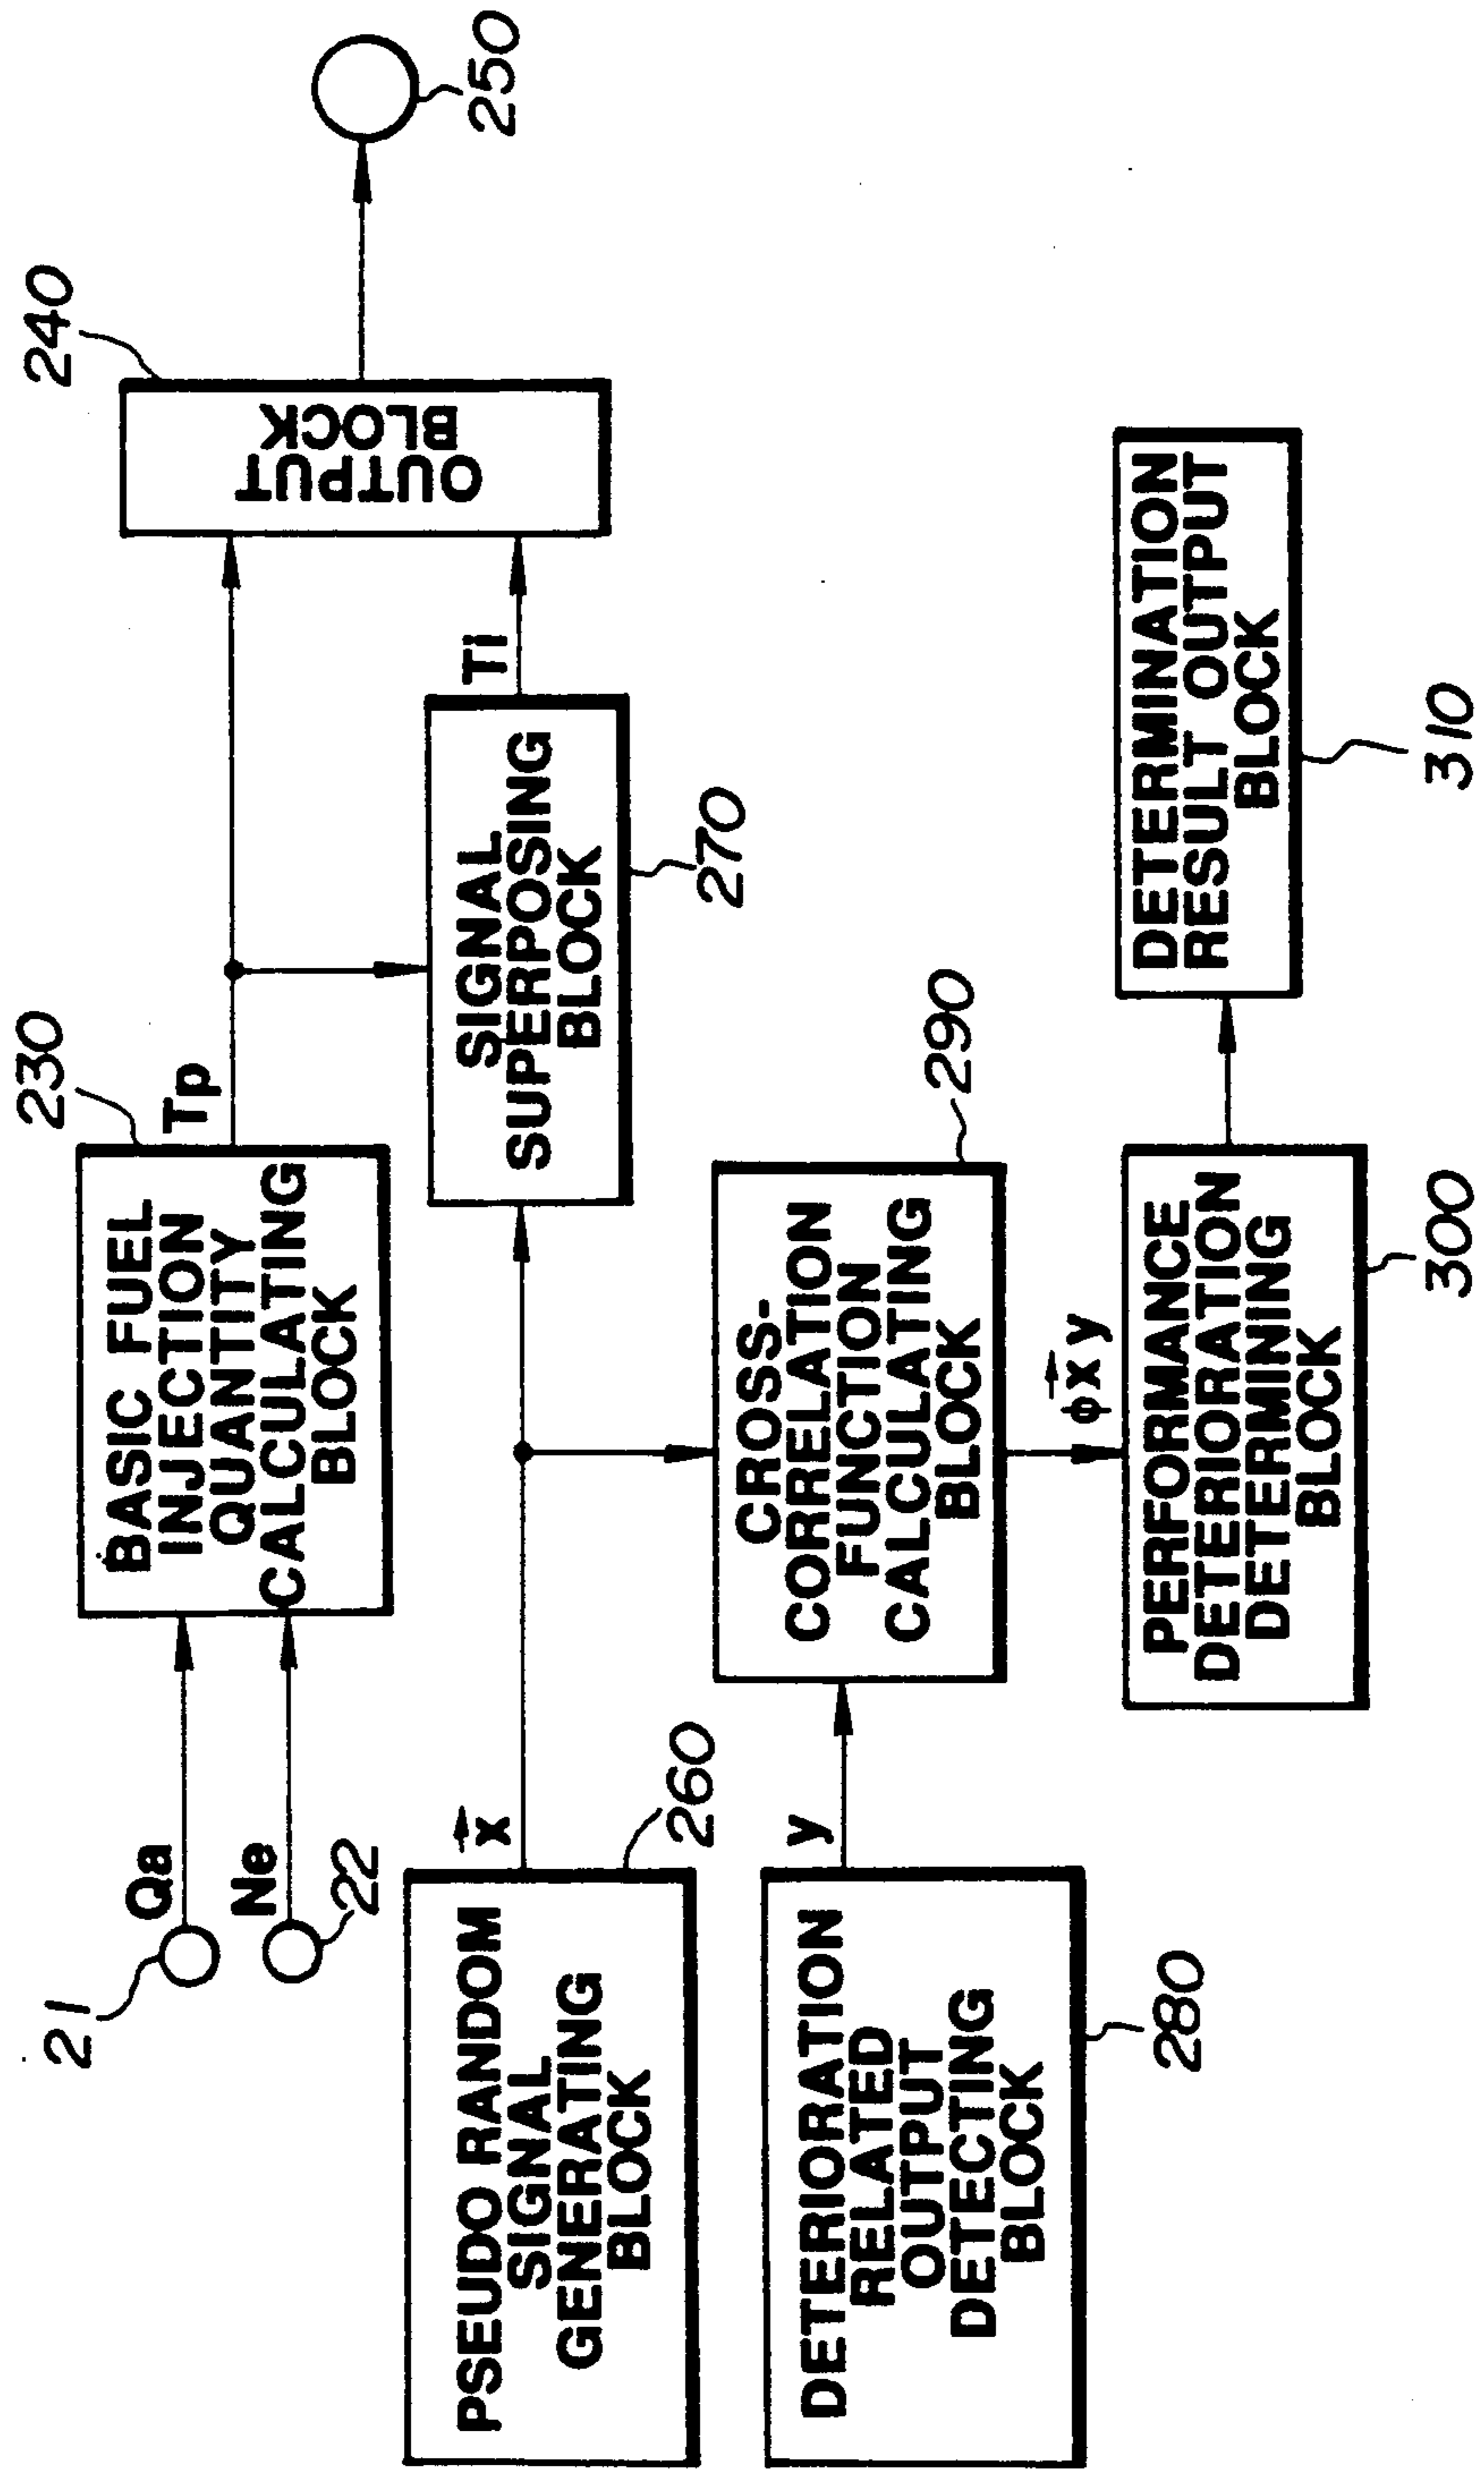 21
Qa
Ne
22
BASIC FUEL
INJECTION
QUANTITY
CALCULATING
BLOCK
230
Tp
OUTPUT
BLOCK
240
250
PSEUDO RANDOM
SIGNAL
GENERATING
BLOCK
x
260
SIGNAL
SUPERPOSING
BLOCK
Ti
270
DETERIORATION
RELATED
OUTPUT
DETECTING
BLOCK
y
280
CROSS-
CORRELATION
FUNCTION
CALCULATING
BLOCK
290
ϕxy
PERFORMANCE
DETERIORATION
DETERMINING
BLOCK
300
DETERMINATION
RESULT OUTPUT
BLOCK
310